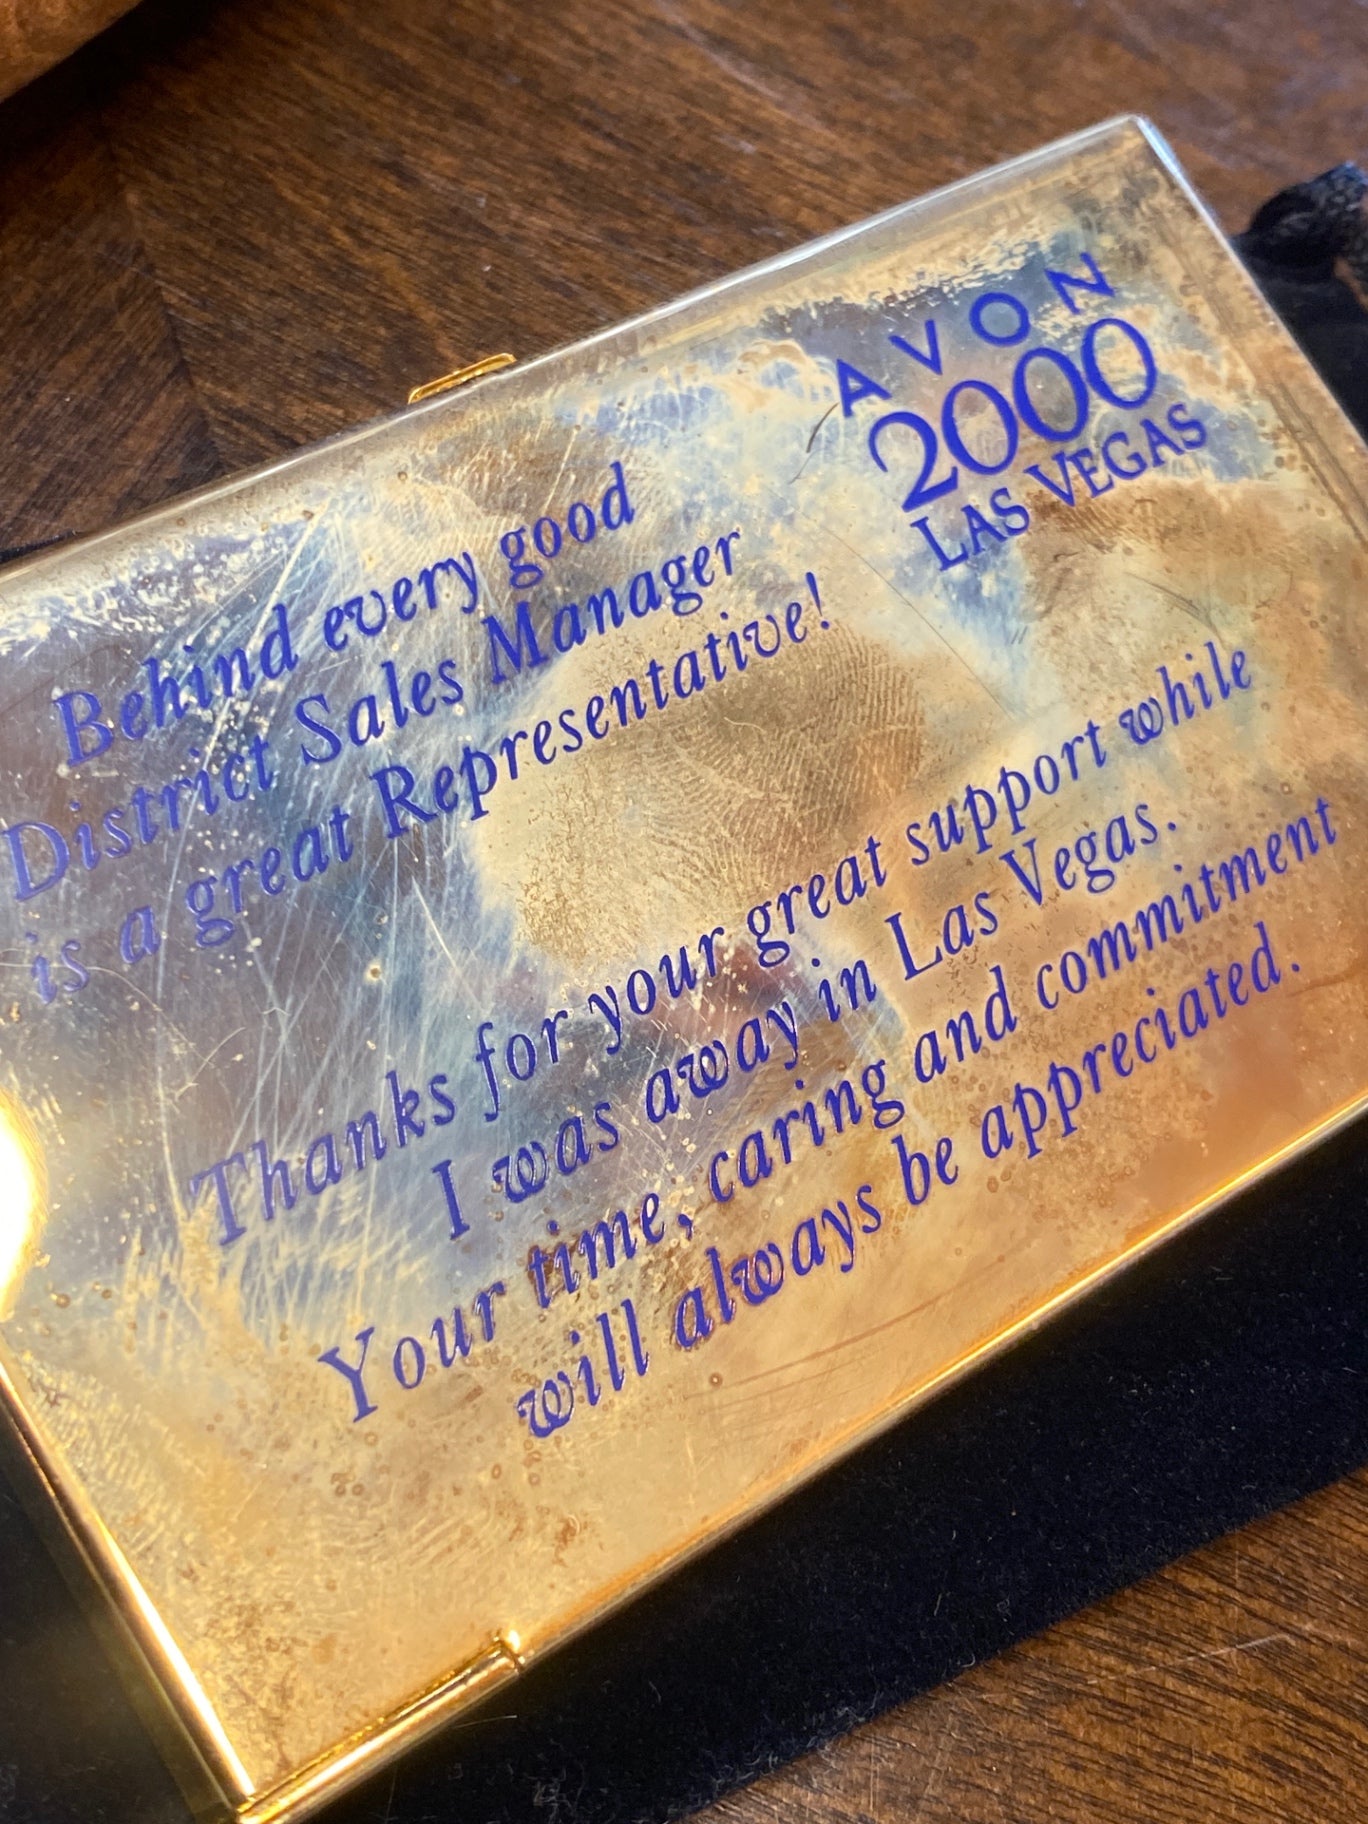 AVON
2000
LAS VEGAS
Behind every good
District Sales Manager
is a great Representative!
Thanks for your great support while
I was away in Las Vegas.
Your time, caring and commitment
will always be appreciated.